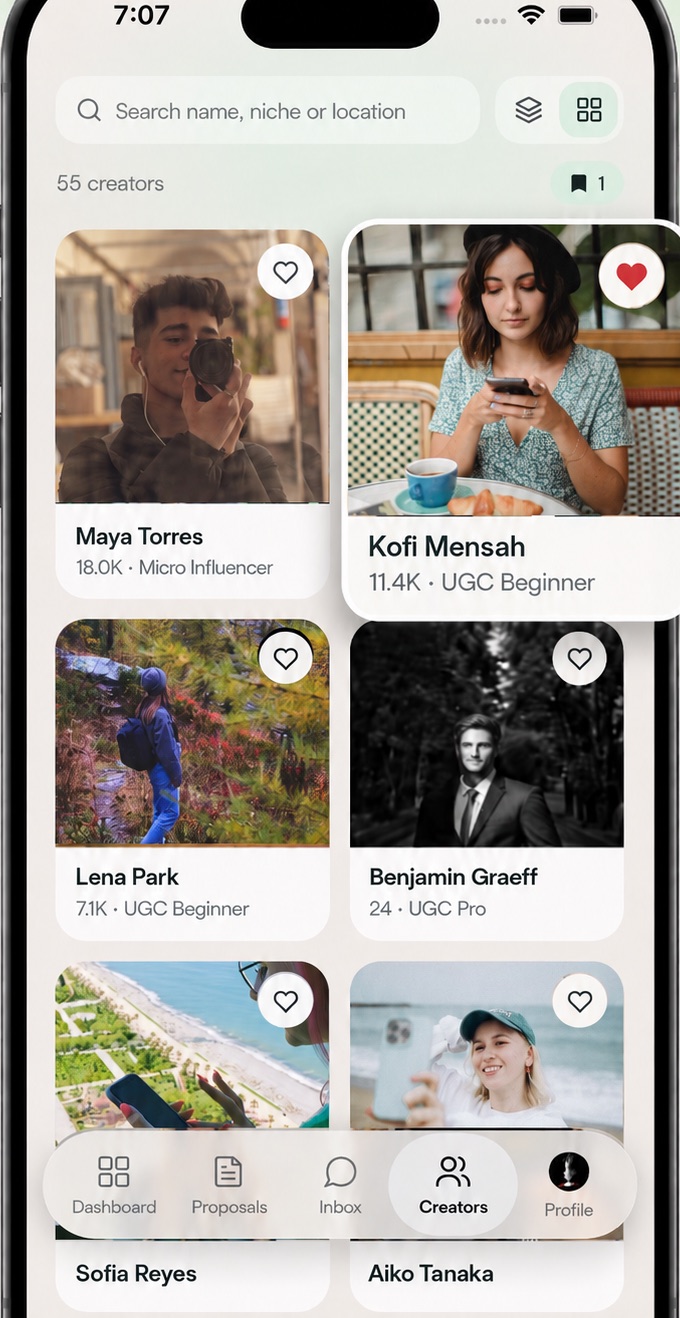 7:07
Search name, niche or location
55 creators
1
Maya Torres
18.0K · Micro Influencer
Kofi Mensah
11.4K · UGC Beginner
Lena Park
7.1K · UGC Beginner
Benjamin Graeff
24 · UGC Pro
Dashboard
Proposals
Inbox
Creators
Profile
Sofia Reyes
Aiko Tanaka